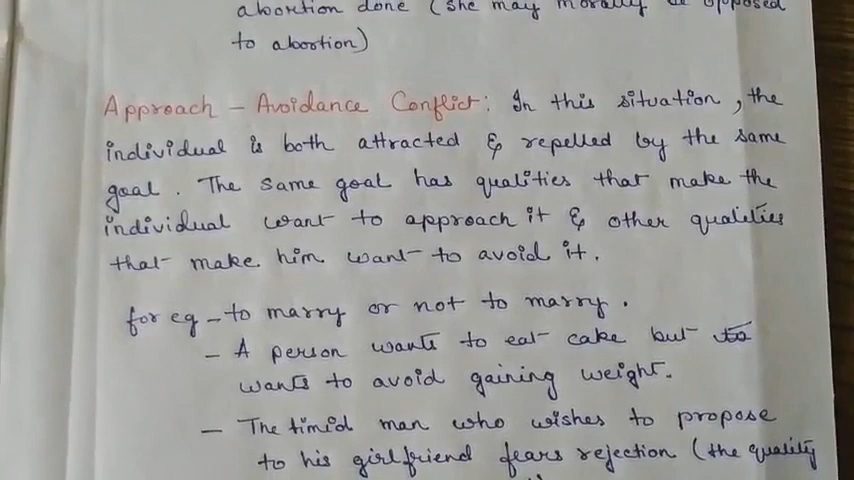 abortion done (she may morally be opposed
to abortion)
Approach - Avoidance Conflict: In this situation, the
individual is both attracted & repelled by the same
goal. The same goal has qualities that make the
individual want to approach it & other qualities
that make him want to avoid it.
for eg - to marry or not to marry.
- A person wants to eat cake but
wants to avoid gaining weight.
- The timid man who wishes to propose
to his girlfriend fears rejection (the quality